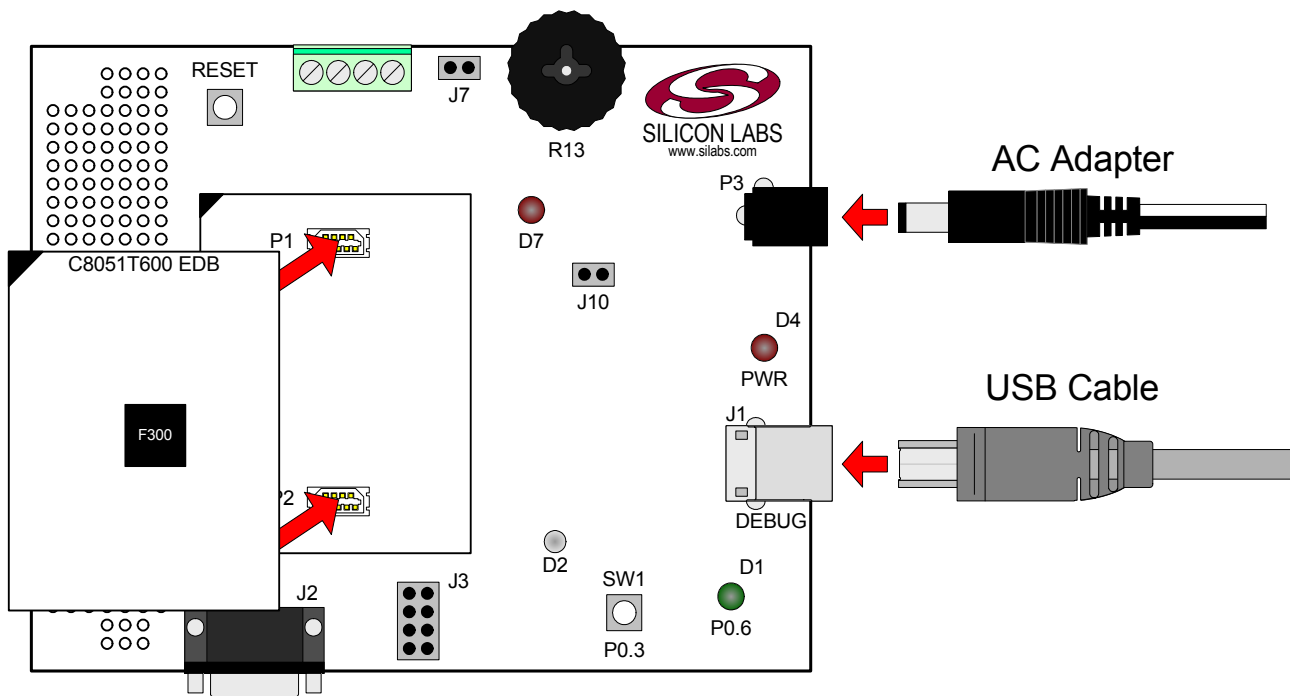 RESET
J7
R13
SILICON LABS
www.silabs.com
AC Adapter
P3
P1
D7
C8051T600 EDB
J10
D4
PWR
USB Cable
J1
F300
P2
DEBUG
D2
SW1
D1
J3
J2
P0.3
P0.6